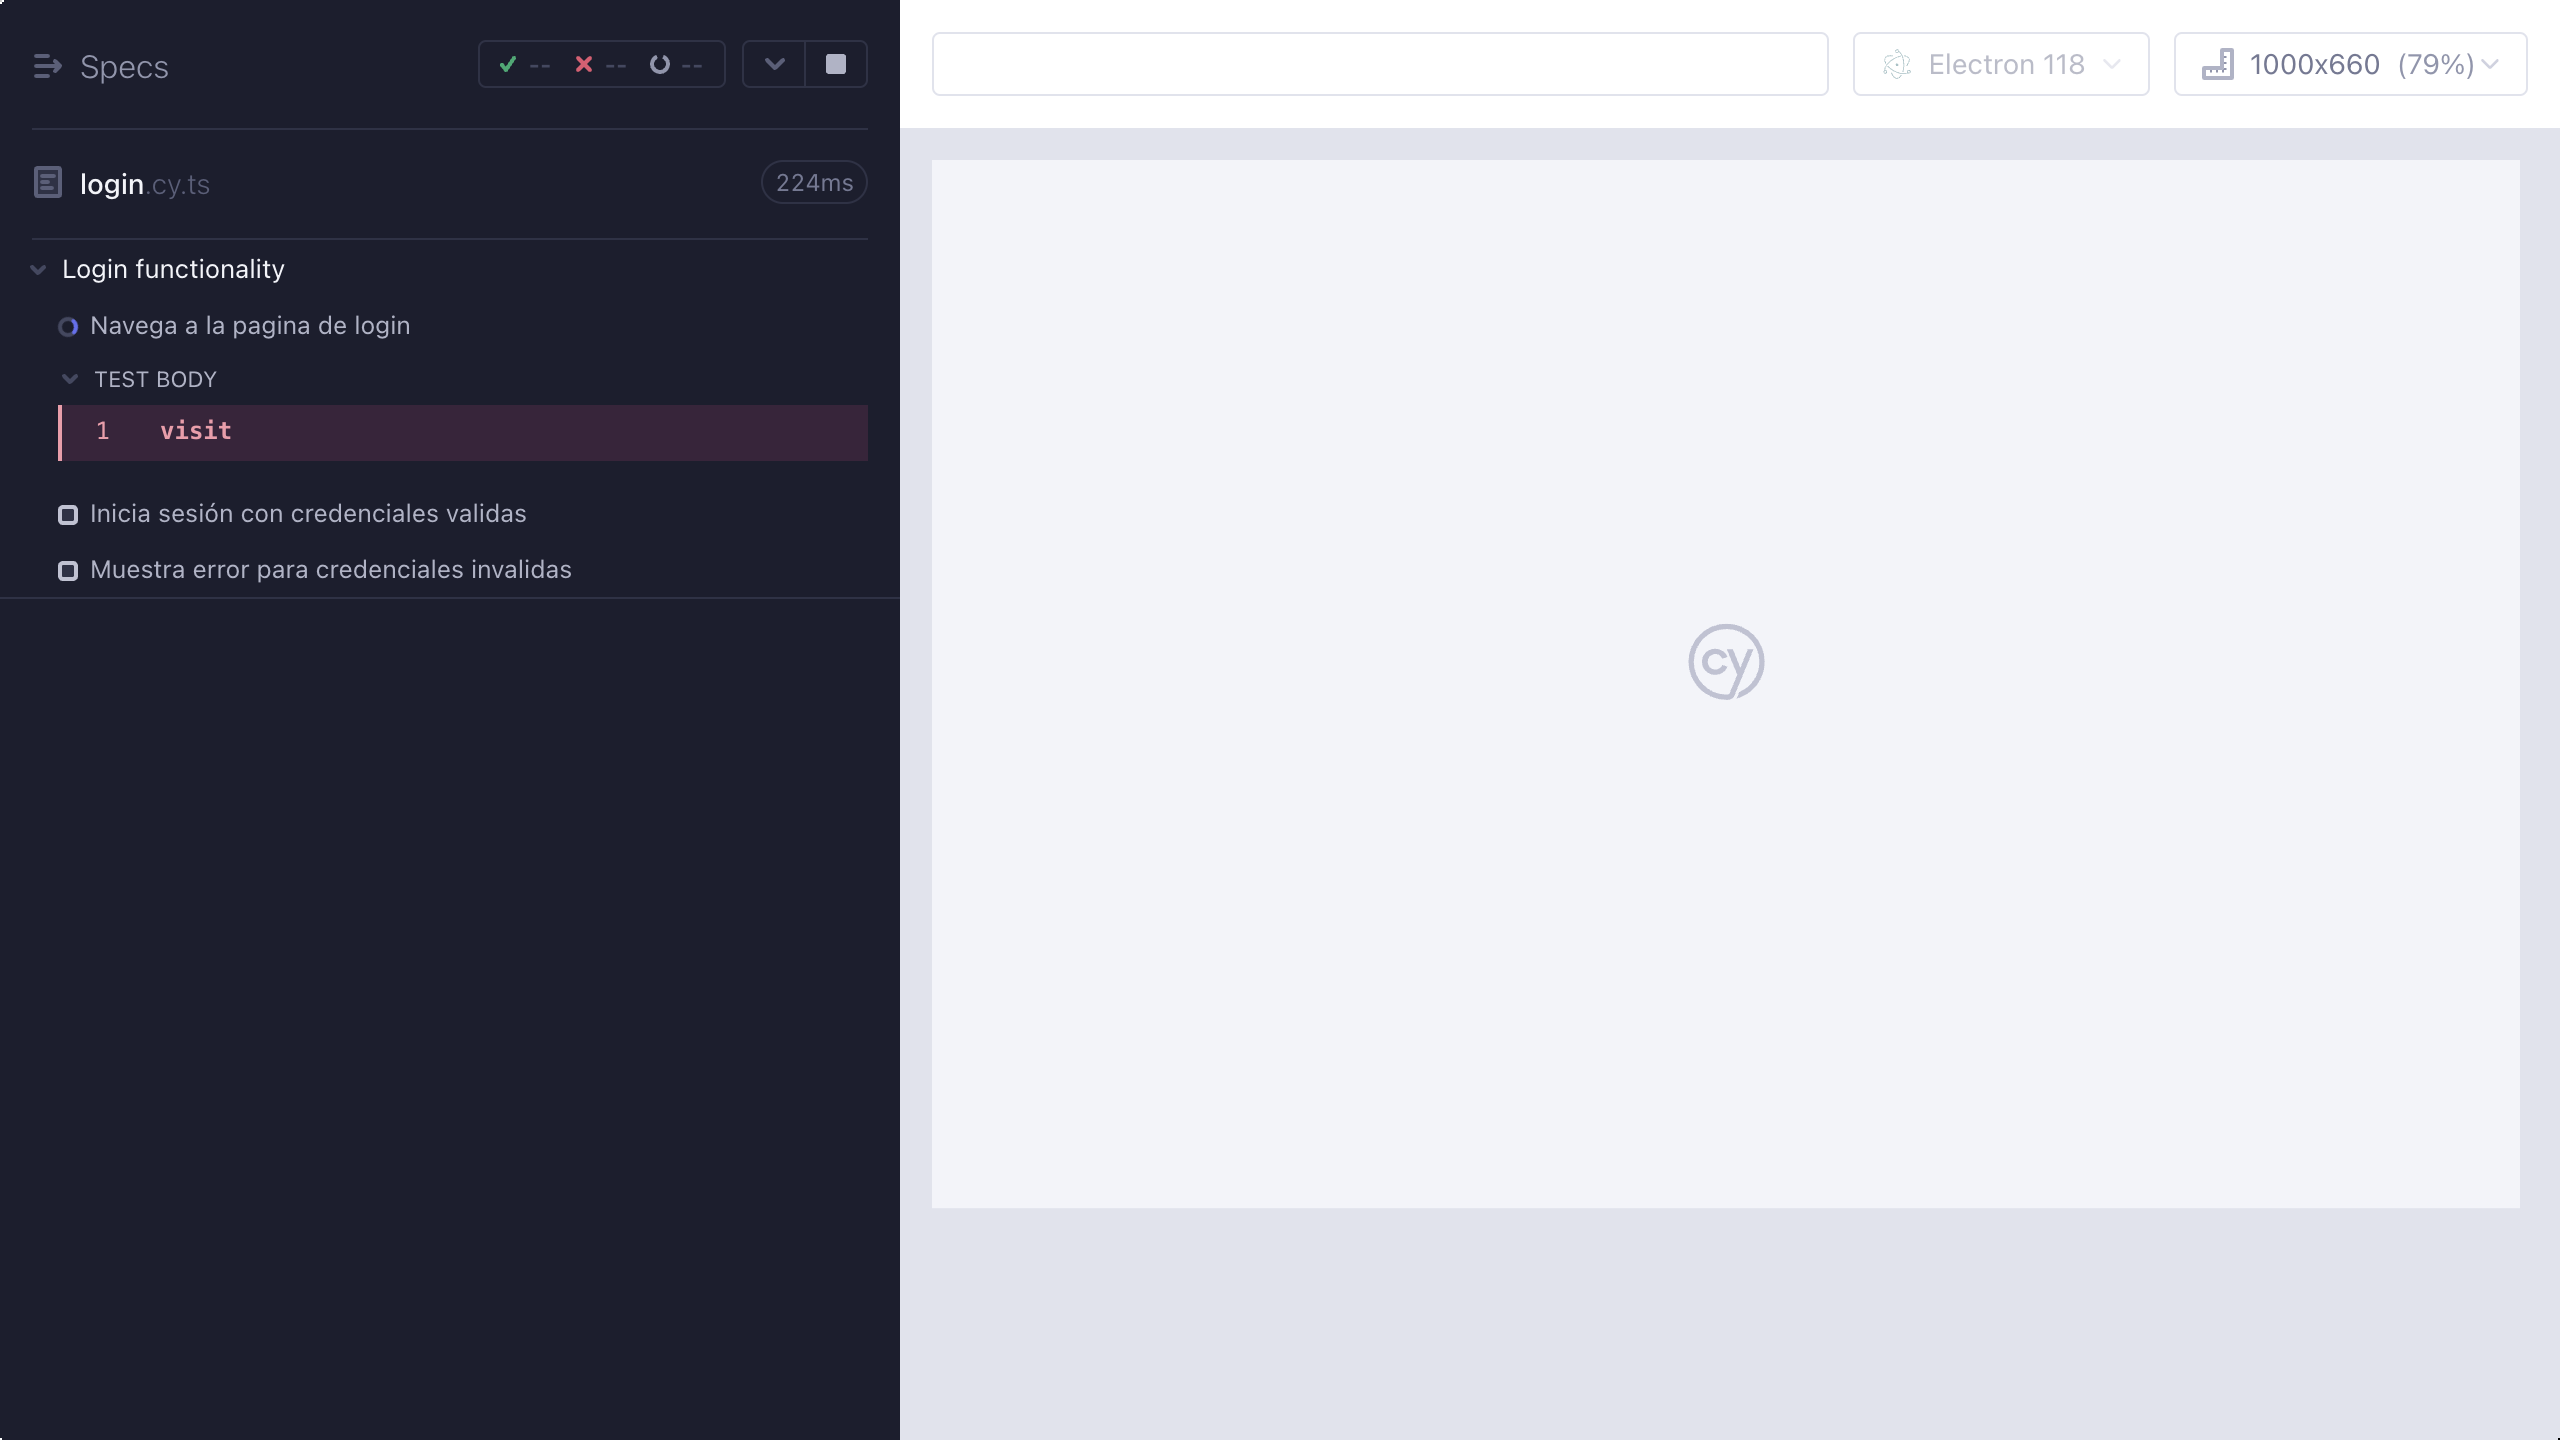 Specs -- -- --
login.cy.ts 224ms
Login functionality
Navega a la pagina de login
TEST BODY
1 visit
Inicia sesión con credenciales validas
Muestra error para credenciales invalidas
Electron 118 1000x660 (79%)
cy